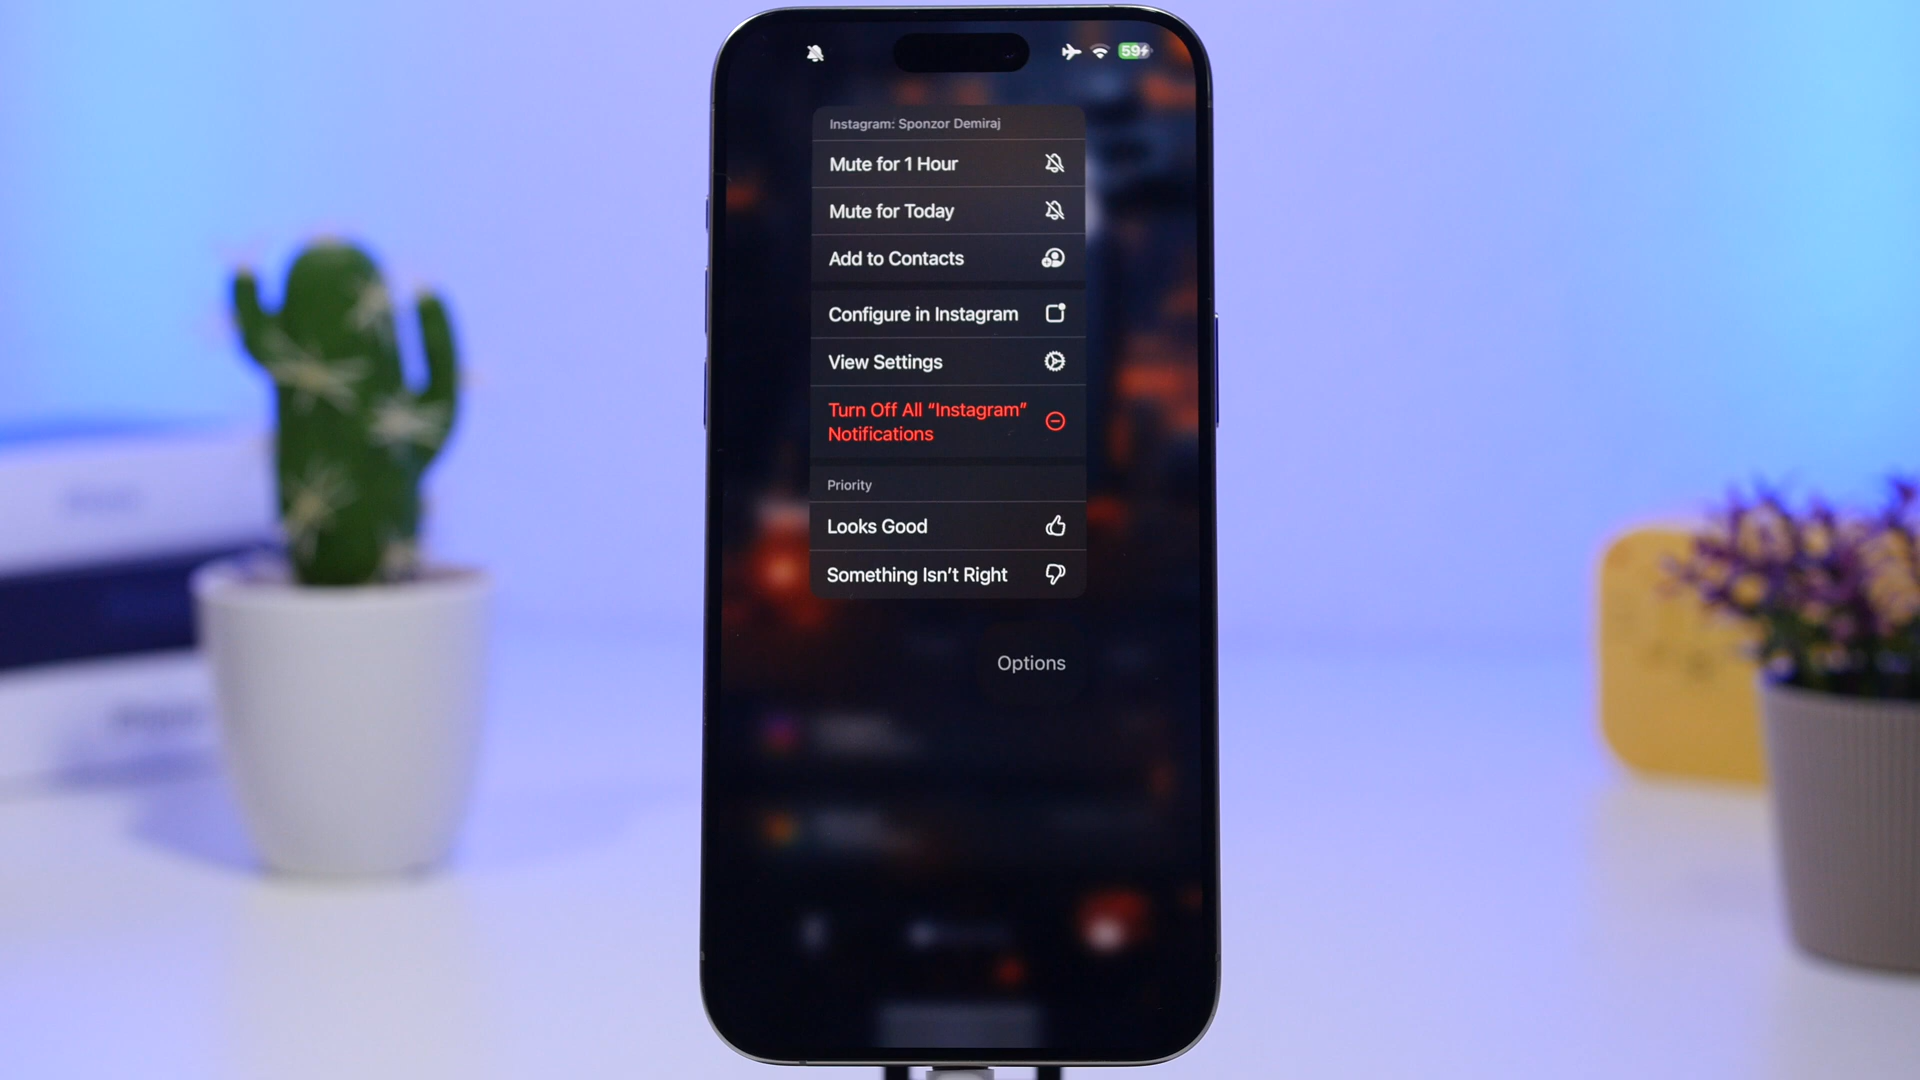 59
Instagram: Sponzor Demiraj
Mute for 1 Hour
Mute for Today
Add to Contacts
Configure in Instagram
View Settings
Turn Off All “Instagram”
Notifications
Priority
Looks Good
Something Isn’t Right
Options